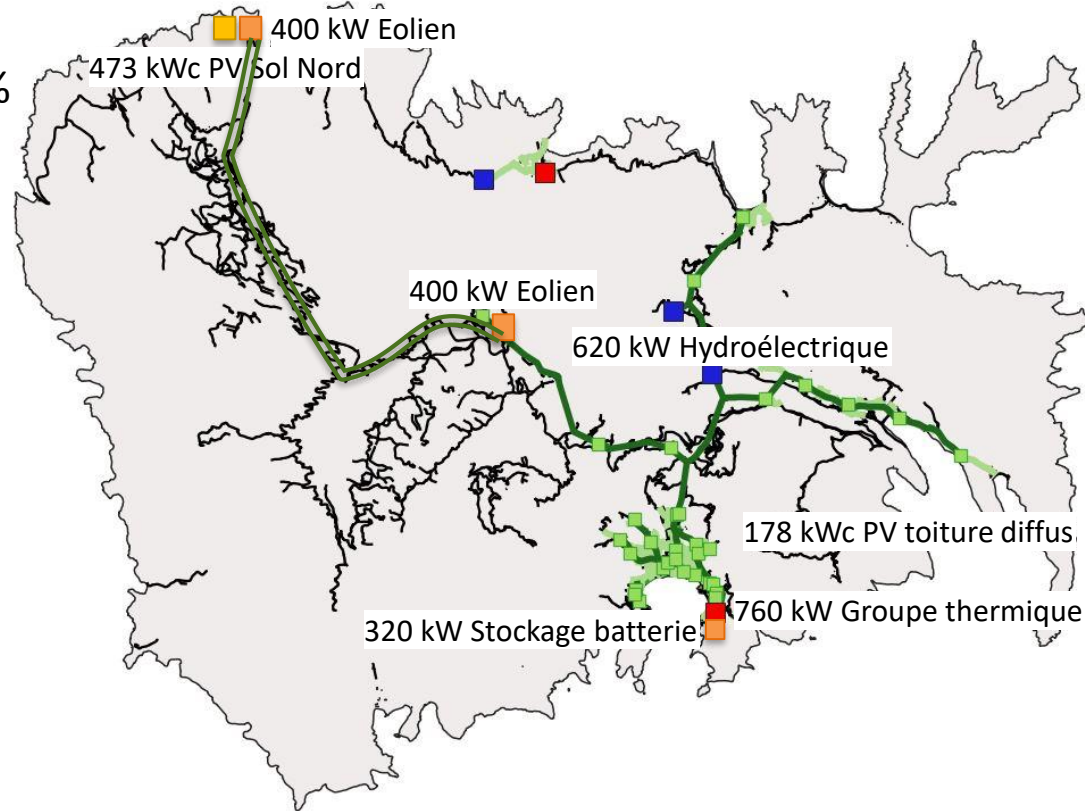 400 kW Eolien
473 kWc PV Sol Nord
%
400 kW Eolien
620 kW Hydroélectrique
178 kWc PV toiture diffus.
760 kW Groupe thermique
320 kW Stockage batterie